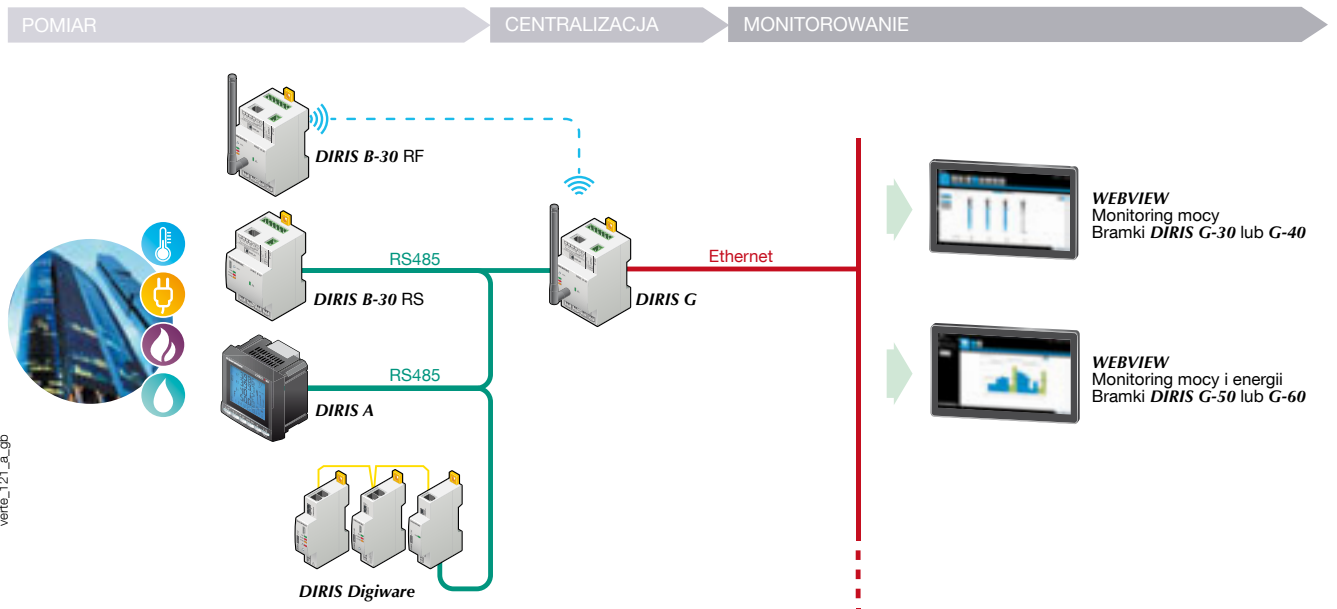 POMIAR
CENTRALIZACJA
MONITOROWANIE
DIRIS B-30 RF
RS485
DIRIS B-30 RS
Ethernet
DIRIS G
WEBVIEW
Monitoring mocy
Bramki DIRIS G-30 lub G-40
RS485
DIRIS A
WEBVIEW
Monitoring mocy i energii
Bramki DIRIS G-50 lub G-60
DIRIS Digiware
verte_121_a_gb